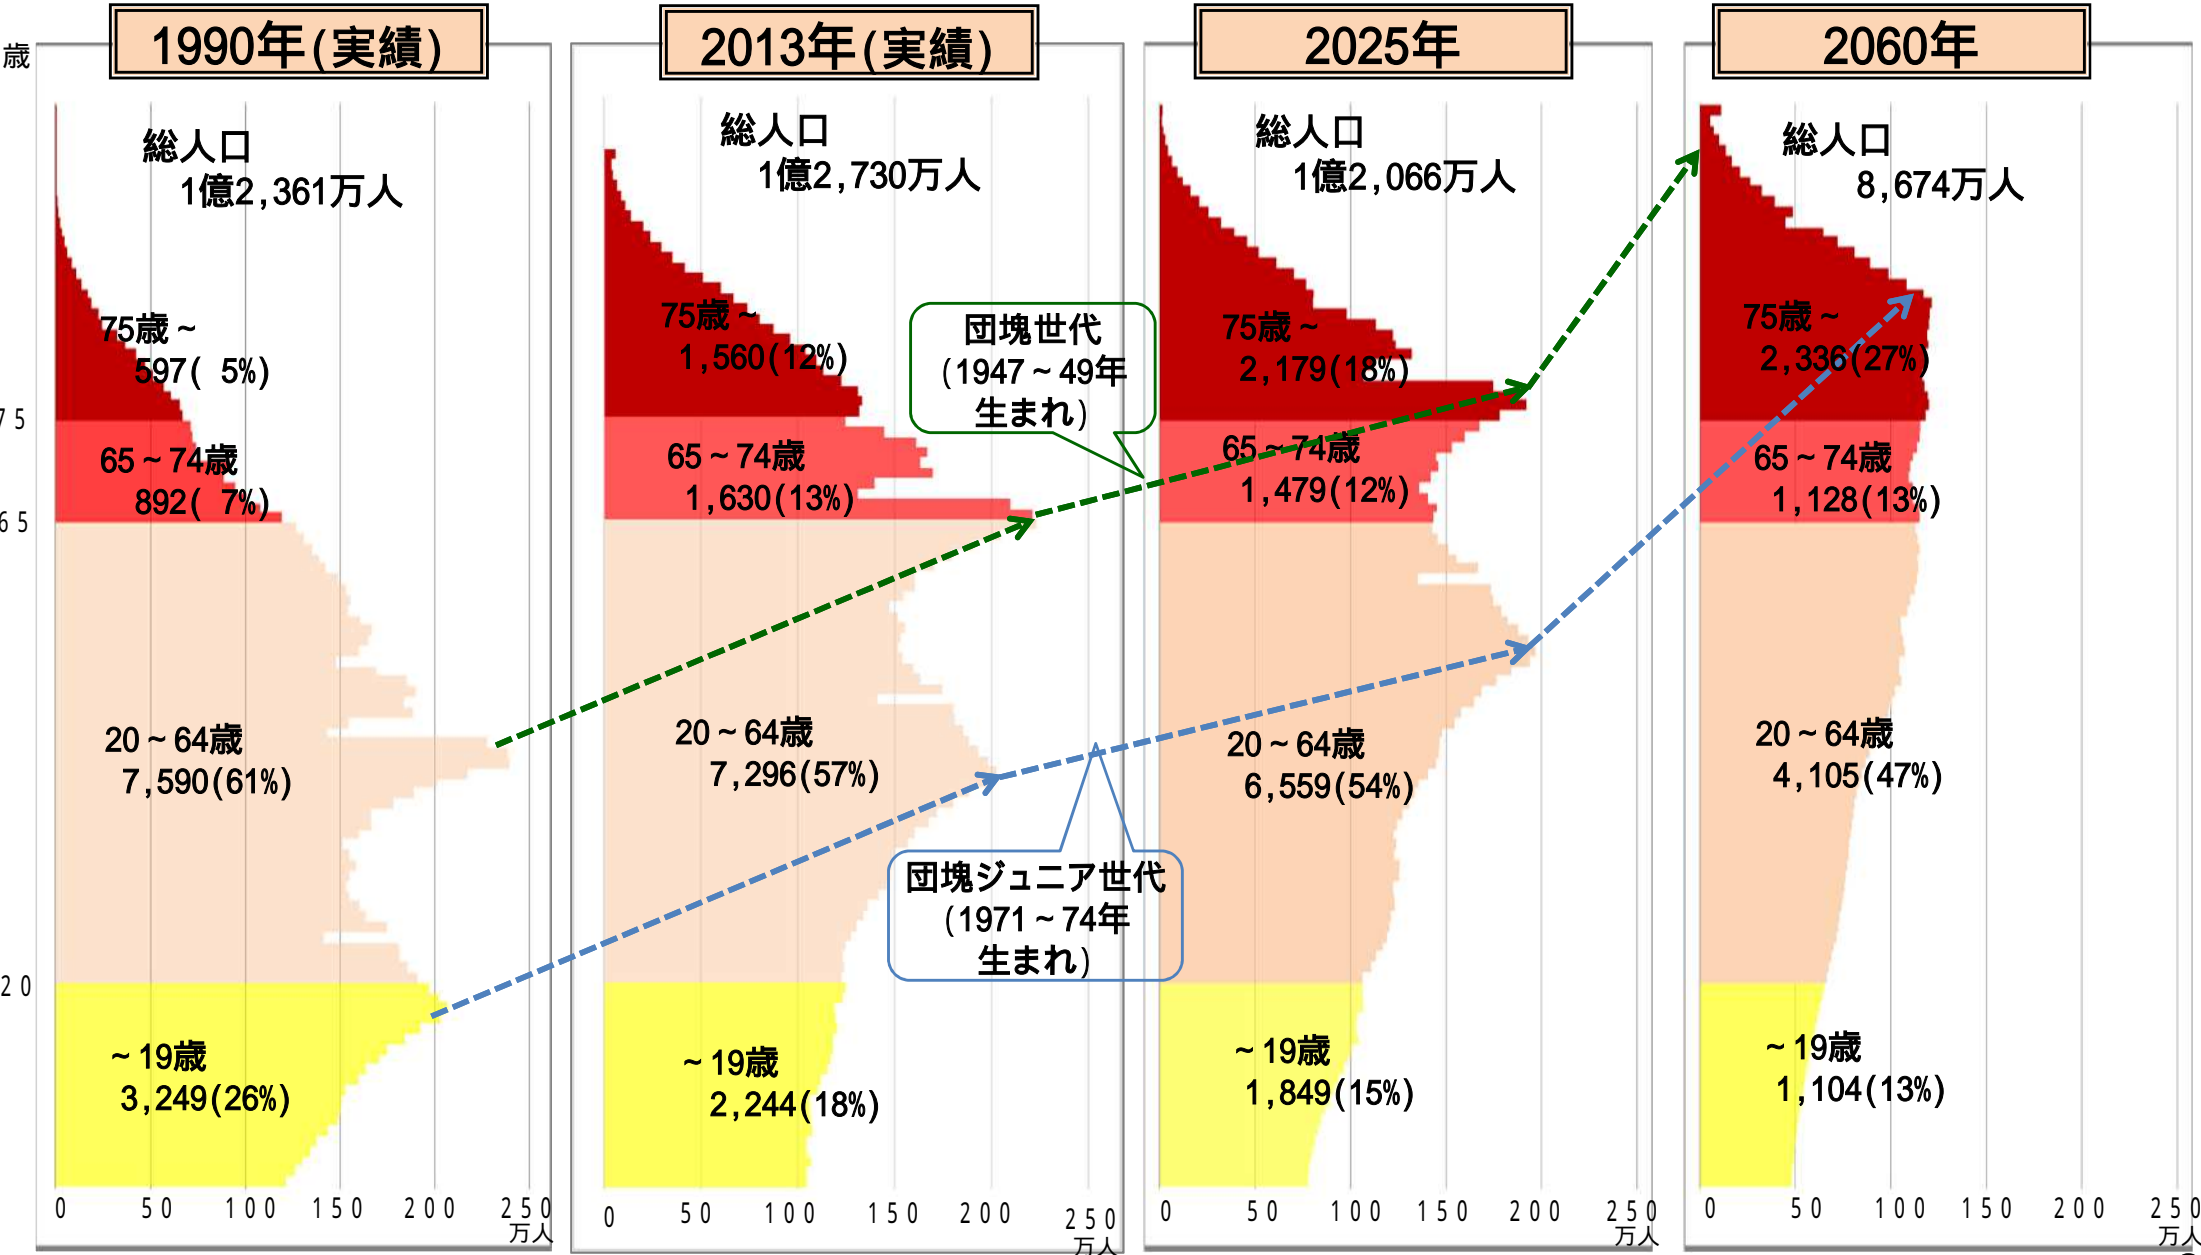 1990年(実績)
2013年(実績)
2025年
2060年
歳
75
65
20
総人口
1億2,361万人
75歳~
597( 5%)
65~74歳
892( 7%)
20~64歳
7,590(61%)
~19歳
3,249(26%)
0 50 100 150 200 250
万人
総人口
1億2,730万人
75歳~
1,560(12%)
65~74歳
1,630(13%)
20~64歳
7,296(57%)
~19歳
2,244(18%)
0 50 100 150 200 250
万人
団塊世代
(1947~49年
生まれ)
団塊ジュニア世代
(1971~74年
生まれ)
総人口
1億2,066万人
75歳~
2,179(18%)
65~74歳
1,479(12%)
20~64歳
6,559(54%)
~19歳
1,849(15%)
0 50 100 150 200 250
万人
総人口
8,674万人
75歳~
2,336(27%)
65~74歳
1,128(13%)
20~64歳
4,105(47%)
~19歳
1,104(13%)
0 50 100 150 200 250
万人